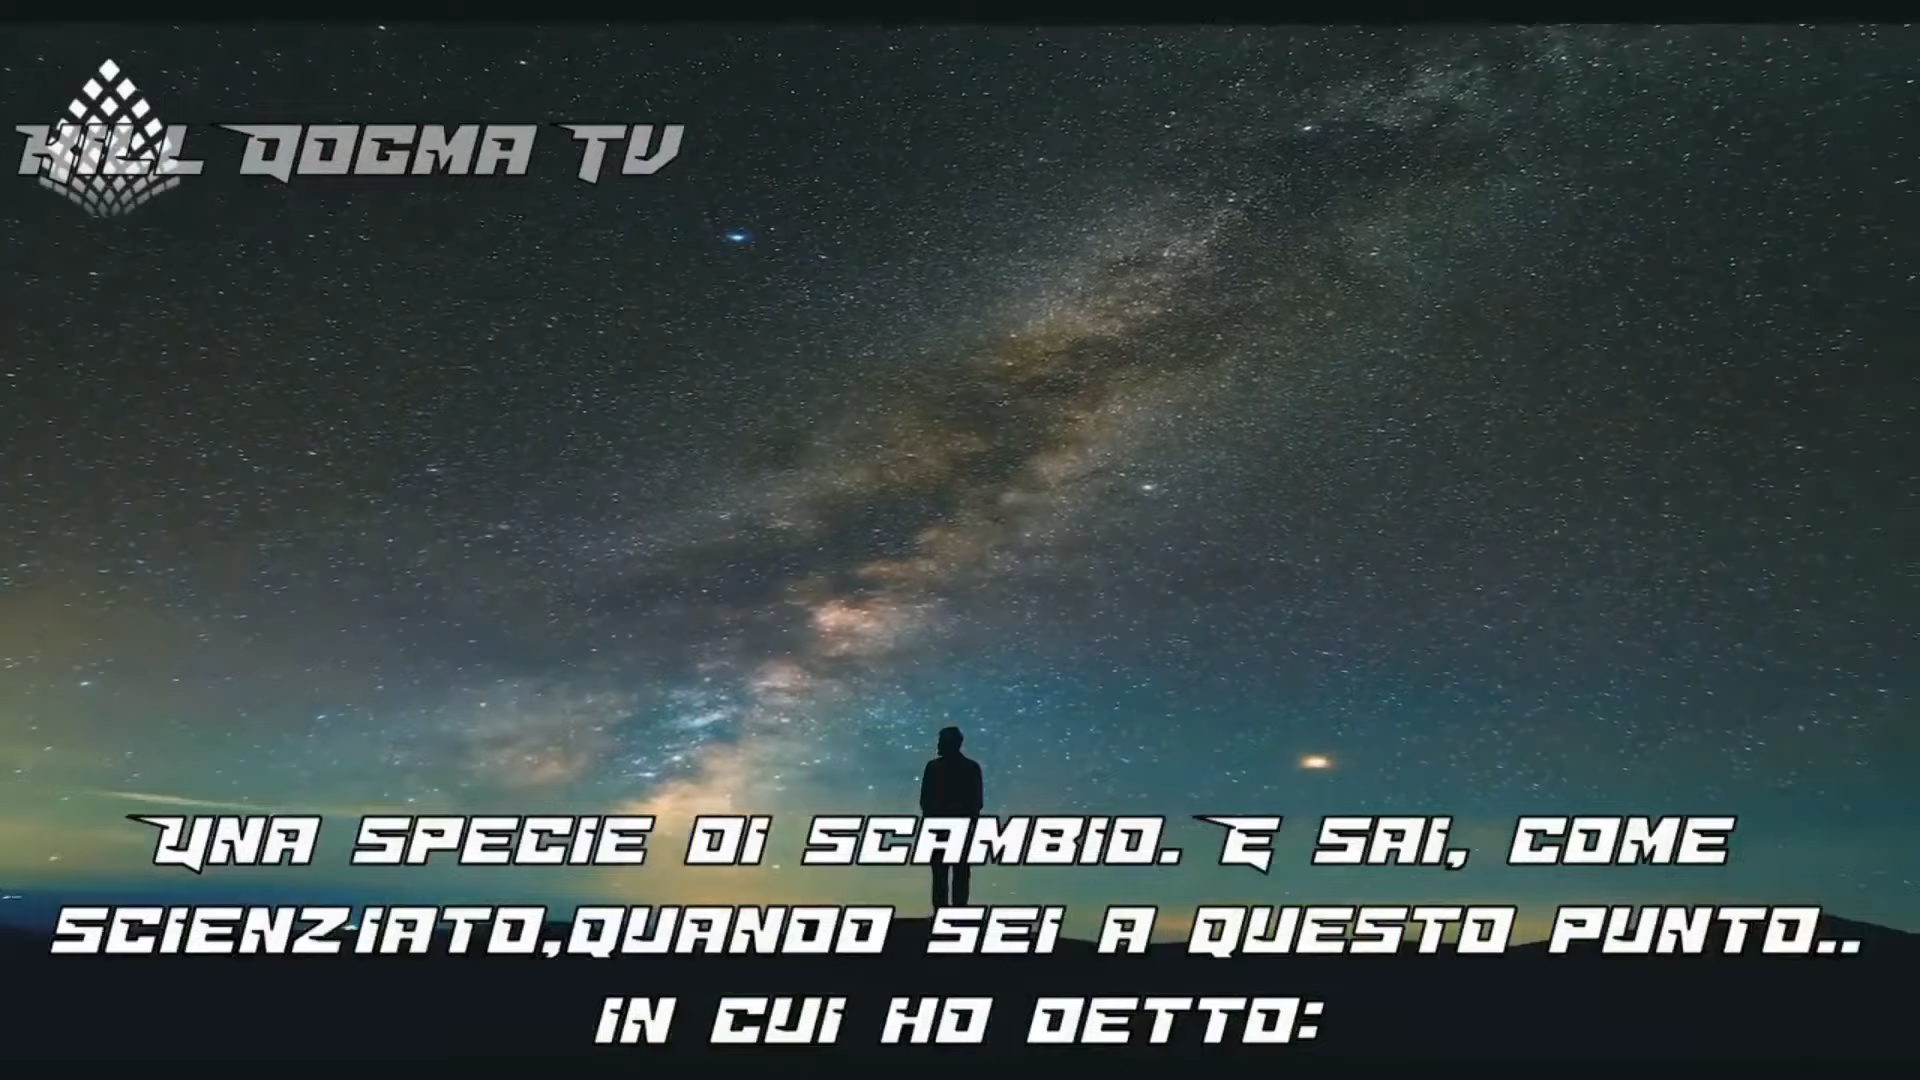 KILL DOGMA TV
UNA SPECIE DI SCAMBIO. E SAI, COME
SCIENZIATO,QUANDO SEI A QUESTO PUNTO..
IN CUI HO DETTO: